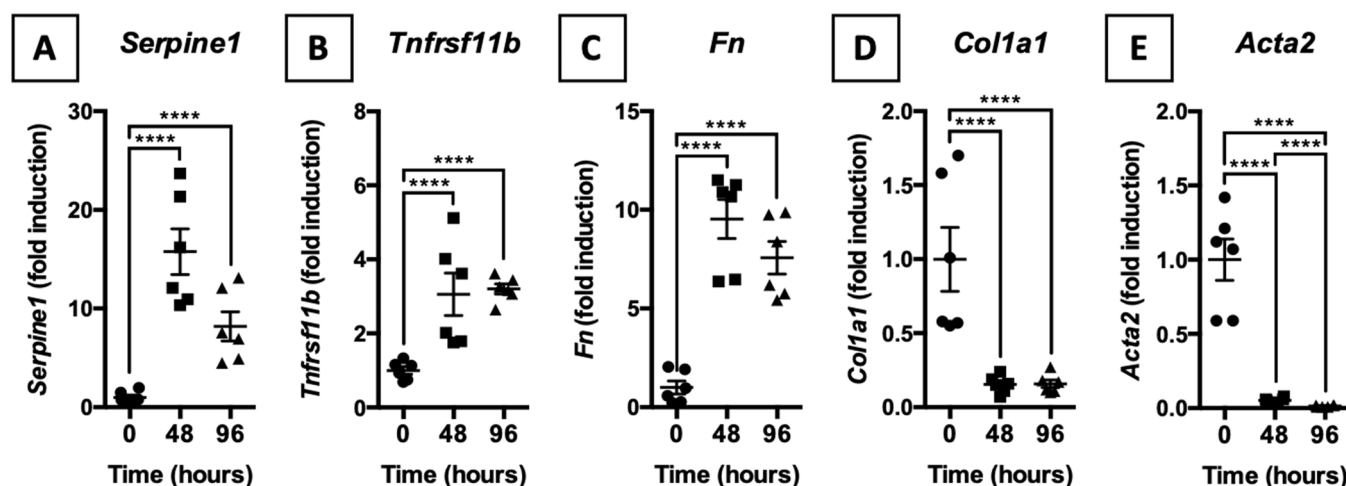 A Serpine1
B Tnfrsf11b
C Fn
D Col1a1
E Acta2
Serpine1 (fold induction)
30
20
10
0
****
****
0 48 96
Time (hours)
Tnfrsf11b (fold induction)
8
6
4
2
0
****
****
0 48 96
Time (hours)
Fn (fold induction)
15
10
5
0
****
****
0 48 96
Time (hours)
Col1a1 (fold induction)
2.0
1.5
1.0
0.5
0.0
****
****
0 48 96
Time (hours)
Acta2 (fold induction)
2.0
1.5
1.0
0.5
0.0
****
**** ****
0 48 96
Time (hours)